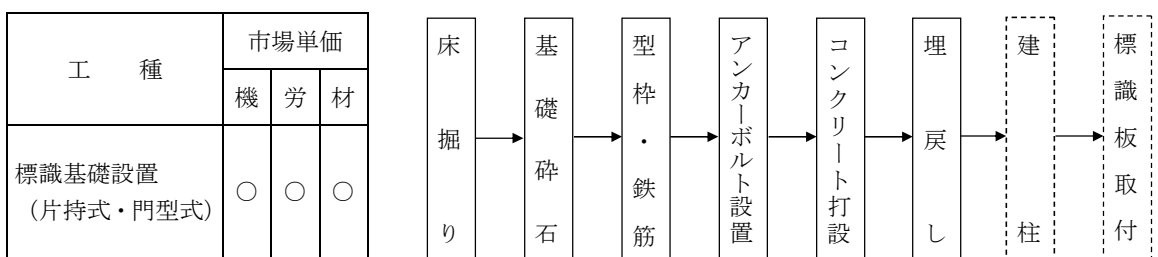 工　種
市場単価
機
労
材
標識基礎設置
（片持式・門型式）
○
○
○
床掘り
基礎砕石
型枠・鉄筋
アンカーボルト設置
コンクリート打設
埋戻し
建柱
標識板取付